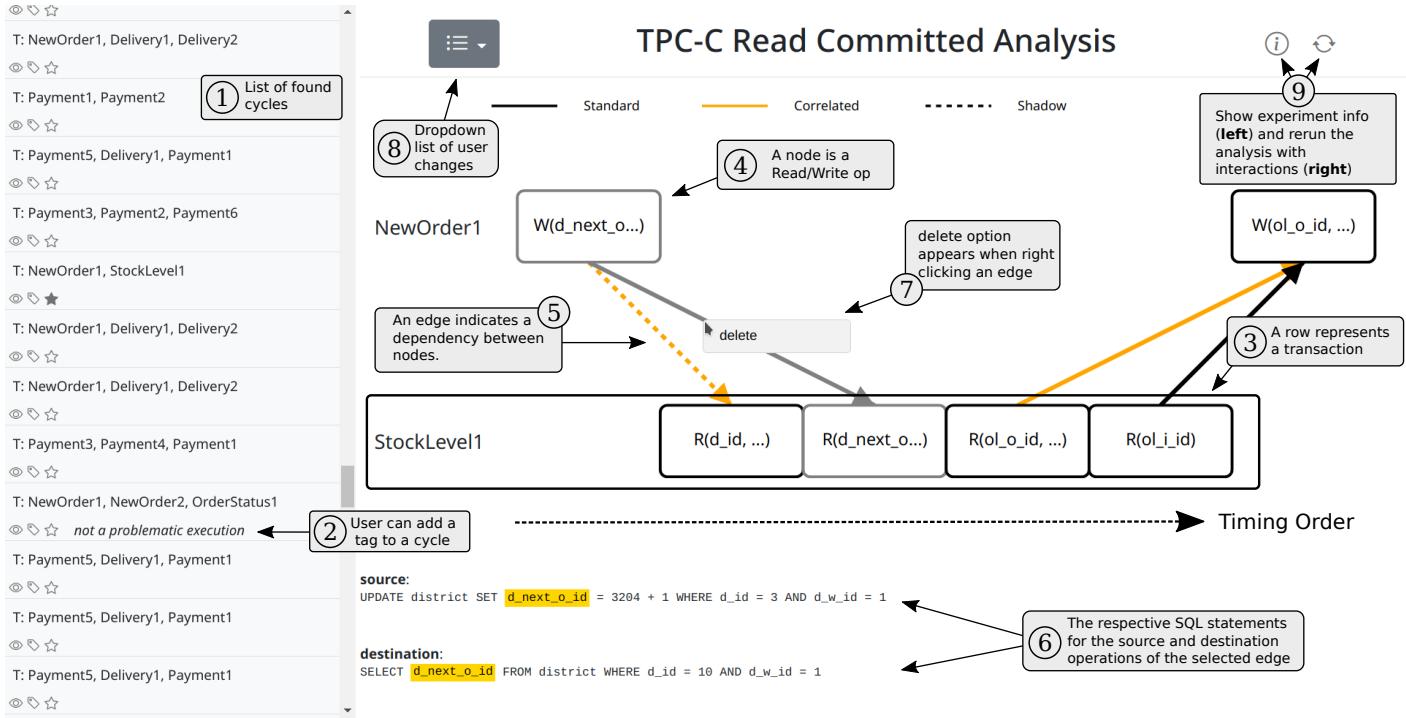 TPC-C Read Committed Analysis
T: NewOrder1, Delivery1, Delivery2
T: Payment1, Payment2
1 List of found
cycles
T: Payment5, Delivery1, Payment1
T: Payment3, Payment2, Payment6
T: NewOrder1, StockLevel1
T: NewOrder1, Delivery1, Delivery2
T: NewOrder1, Delivery1, Delivery2
T: Payment3, Payment4, Payment1
T: NewOrder1, NewOrder2, OrderStatus1
not a problematic execution
2 User can add a
tag to a cycle
T: Payment5, Delivery1, Payment1
T: Payment5, Delivery1, Payment1
T: Payment5, Delivery1, Payment1
Standard
Correlated
Shadow
8 Dropdown
list of user
changes
9
Show experiment info
(left) and rerun the
analysis with
interactions (right)
4 A node is a
Read/Write op
NewOrder1
W(d_next_o...)
W(ol_o_id, ...)
delete option
appears when right
clicking an edge
7
5
An edge indicates a
dependency between
nodes.
delete
3 A row represents
a transaction
StockLevel1
R(d_id, ...)
R(d_next_o...)
R(ol_o_id, ...)
R(ol_i_id)
Timing Order
source:
UPDATE district SET d_next_o_id = 3204 + 1 WHERE d_id = 3 AND d_w_id = 1
destination:
SELECT d_next_o_id FROM district WHERE d_id = 10 AND d_w_id = 1
6 The respective SQL statements
for the source and destination
operations of the selected edge